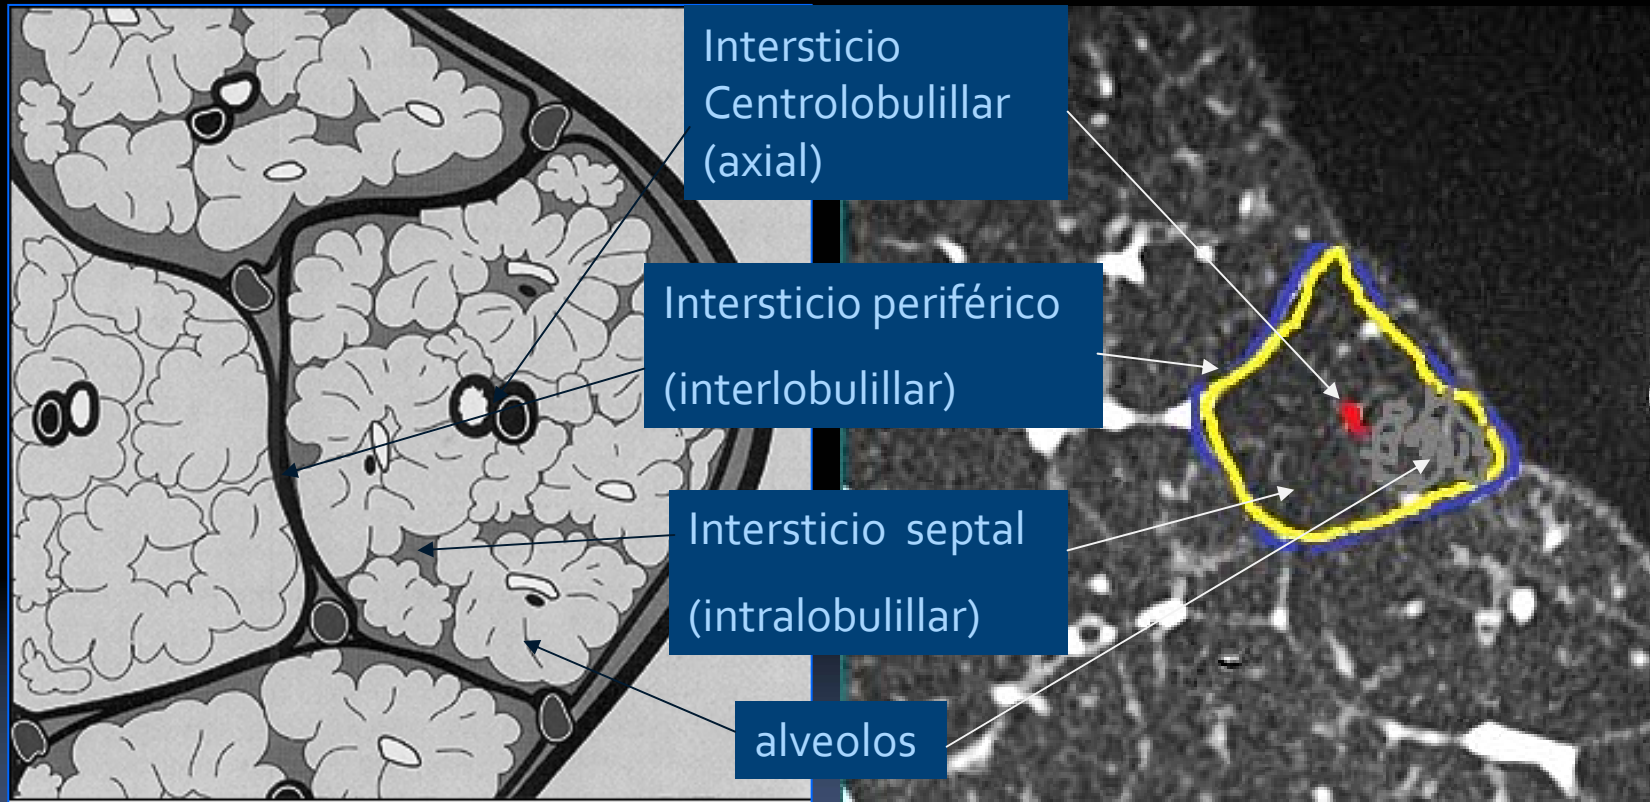 Intersticio
Centrolobulillar
(axial)
Intersticio periférico
(interlobulillar)
Intersticio septal
(intralobulillar)
alveolos